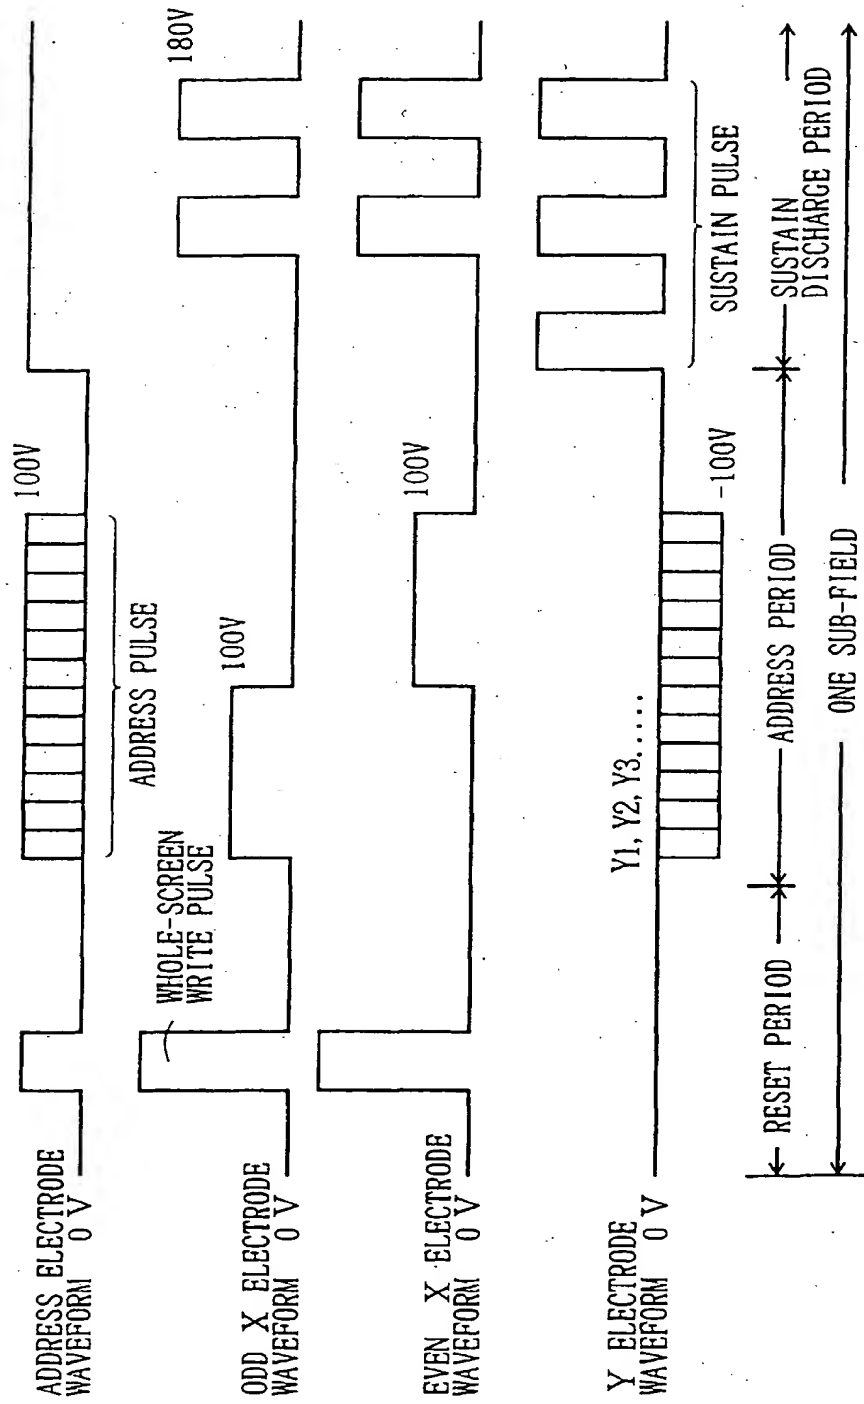 ADDRESS ELECTRODE
WAVEFORM 0 V
100V
ADDRESS PULSE
ODD X ELECTRODE
WAVEFORM 0 V
WHOLE-SCREEN
WRITE PULSE
100V
180V
EVEN X ELECTRODE
WAVEFORM 0 V
100V
Y ELECTRODE
WAVEFORM 0 V
Y1, Y2, Y3......
-100V
SUSTAIN PULSE
RESET PERIOD
ADDRESS PERIOD
SUSTAIN
DISCHARGE PERIOD
ONE SUB-FIELD